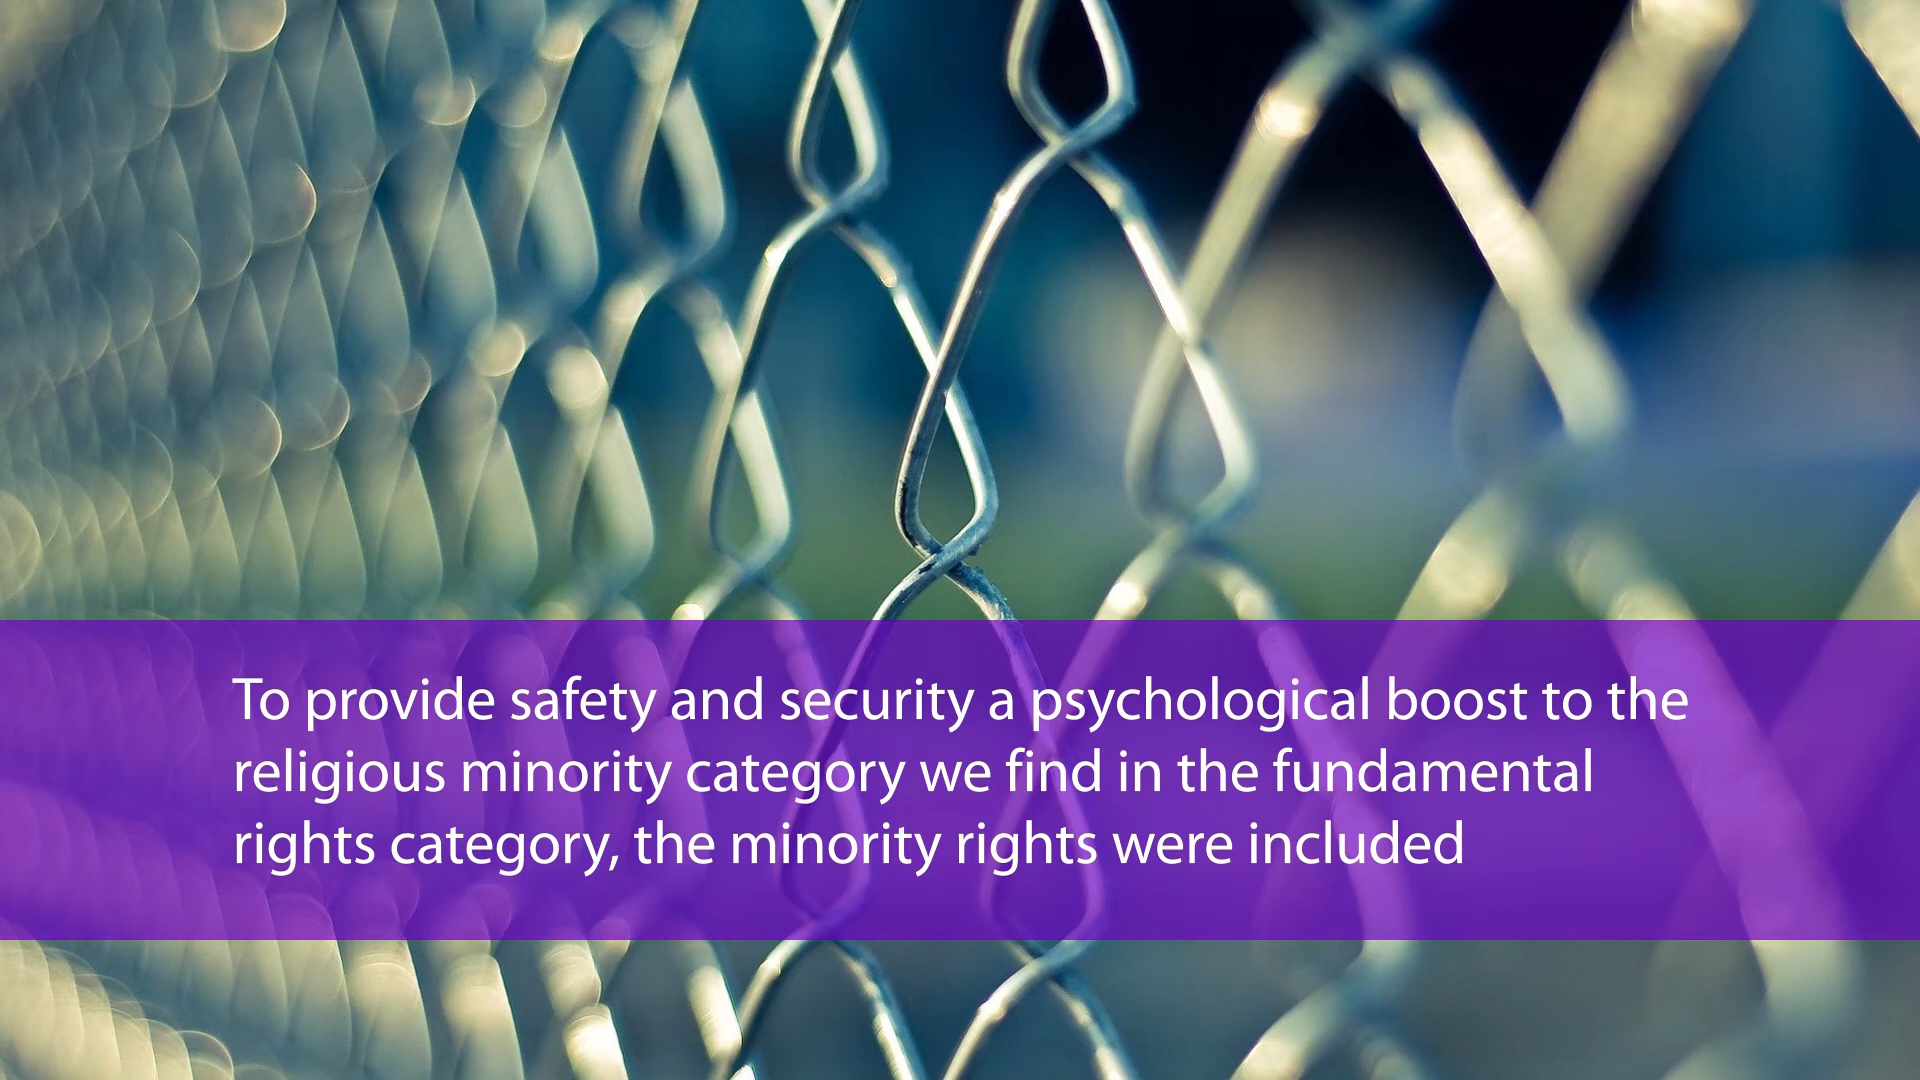 To provide safety and security a psychological boost to the
religious minority category we find in the fundamental
rights category, the minority rights were included